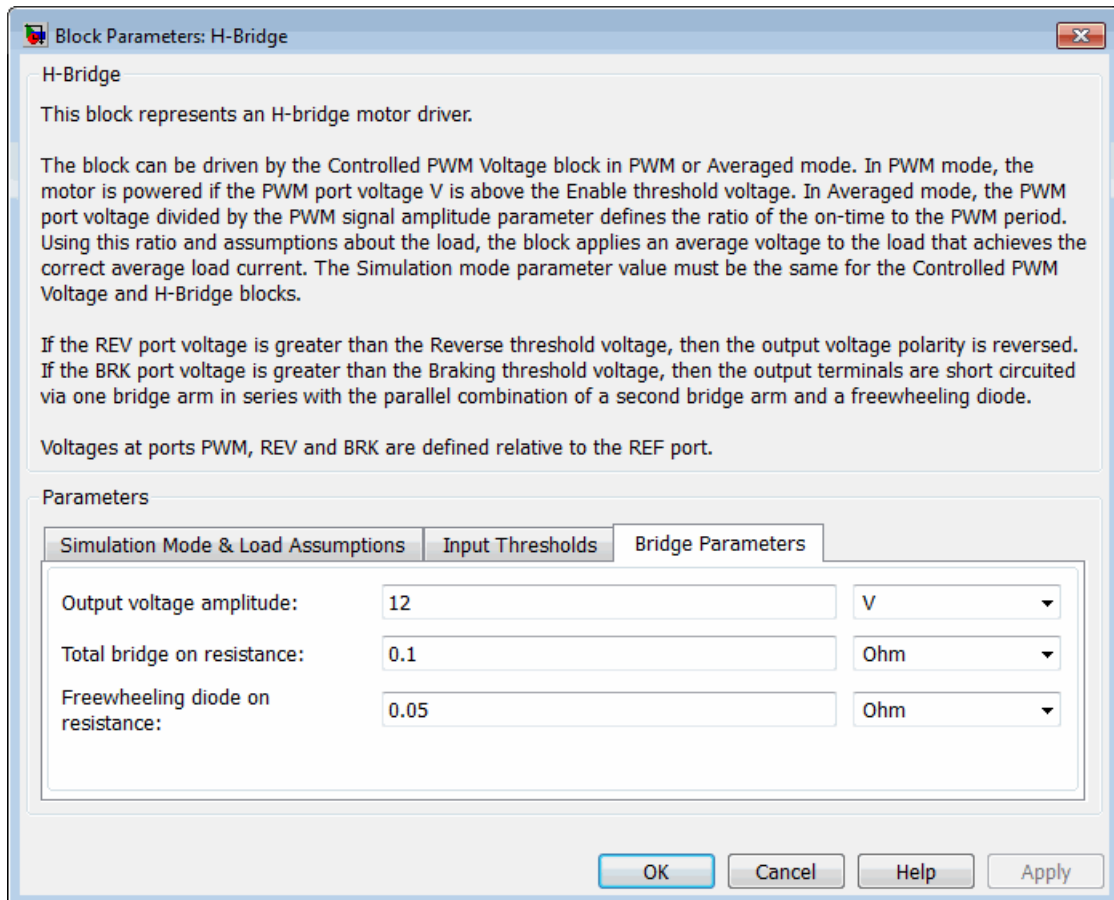 Block Parameters: H-Bridge
H-Bridge
This block represents an H-bridge motor driver.
The block can be driven by the Controlled PWM Voltage block in PWM or Averaged mode. In PWM mode, the
motor is powered if the PWM port voltage V is above the Enable threshold voltage. In Averaged mode, the PWM
port voltage divided by the PWM signal amplitude parameter defines the ratio of the on-time to the PWM period.
Using this ratio and assumptions about the load, the block applies an average voltage to the load that achieves the
correct average load current. The Simulation mode parameter value must be the same for the Controlled PWM
Voltage and H-Bridge blocks.
If the REV port voltage is greater than the Reverse threshold voltage, then the output voltage polarity is reversed.
If the BRK port voltage is greater than the Braking threshold voltage, then the output terminals are short circuited
via one bridge arm in series with the parallel combination of a second bridge arm and a freewheeling diode.
Voltages at ports PWM, REV and BRK are defined relative to the REF port.
Parameters
Simulation Mode & Load Assumptions Input Thresholds Bridge Parameters
Output voltage amplitude: 12 V
Total bridge on resistance: 0.1 Ohm
Freewheeling diode on
resistance: 0.05 Ohm
OK Cancel Help Apply